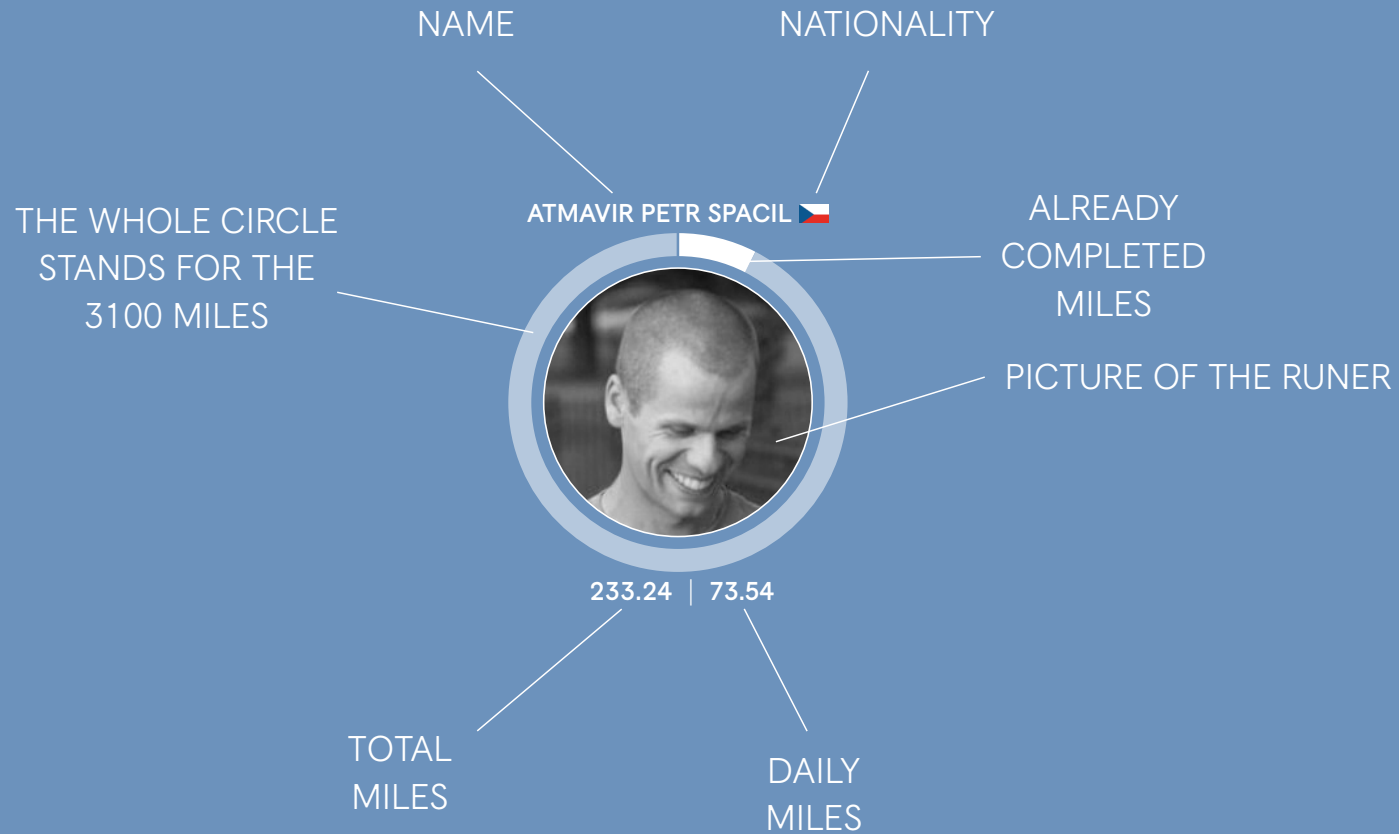 NAME
NATIONALITY
ATMAVIR PETR SPACIL
THE WHOLE CIRCLE
STANDS FOR THE
3100 MILES
ALREADY
COMPLETED
MILES
PICTURE OF THE RUNER
233.24 | 73.54
TOTAL
MILES
DAILY
MILES